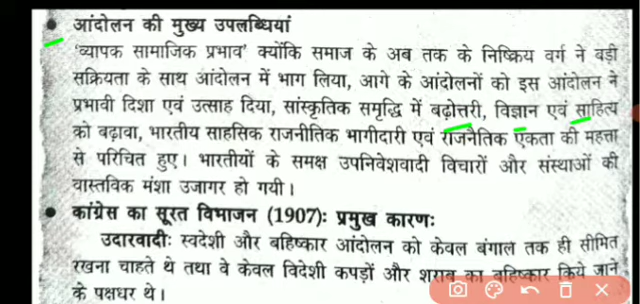 आंदोलन की मुख्य उपलब्धियां
'व्यापक सामाजिक प्रभाव' क्योंकि समाज के अब तक के निष्क्रिय वर्ग ने बड़ी
सक्रियता के साथ आंदोलन में भाग लिया, आगे के आंदोलनों को इस आंदोलन ने
प्रभावी दिशा एवं उत्साह दिया, सांस्कृतिक समृद्धि में बढ़ोत्तरी, विज्ञान एवं साहित्य
को बढ़ावा, भारतीय साहसिक राजनीतिक भागीदारी एवं राजनैतिक एकता की महत्ता
से परिचित हुए। भारतीयों के समक्ष उपनिवेशवादी विचारों और संस्थाओं की
वास्तविक मंशा उजागर हो गयी।
कांग्रेस का सूरत विभाजन (1907): प्रमुख कारण:
उदारवादी: स्वदेशी और बहिष्कार आंदोलन को केवल बंगाल तक ही सीमित
रखना चाहते थे तथा वे केवल विदेशी कपड़ों और शराब का बहिष्कार किये जाने
के पक्षधर थे।